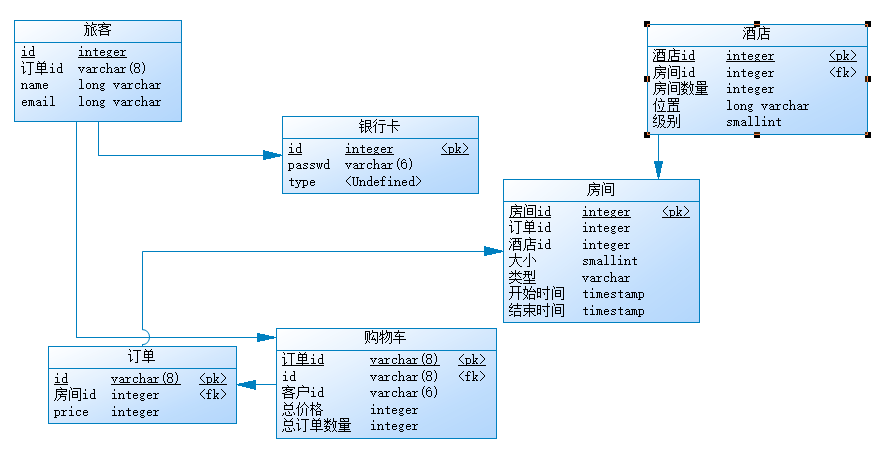 旅客
id integer
订单id varchar(8)
name long varchar
email long varchar
酒店
酒店id integer <pk>
房间id integer <fk>
房间数量 integer
位置 long varchar
级别 smallint
银行卡
id integer <pk>
passwd varchar(6)
type <Undefined>
房间
房间id integer <pk>
订单id integer
酒店id integer
大小 smallint
类型 varchar
开始时间 timestamp
结束时间 timestamp
订单
id varchar(8) <pk>
房间id integer <fk>
price integer
购物车
订单id varchar(8) <pk>
id varchar(8) <fk>
客户id varchar(6)
总价格 integer
总订单数量 integer